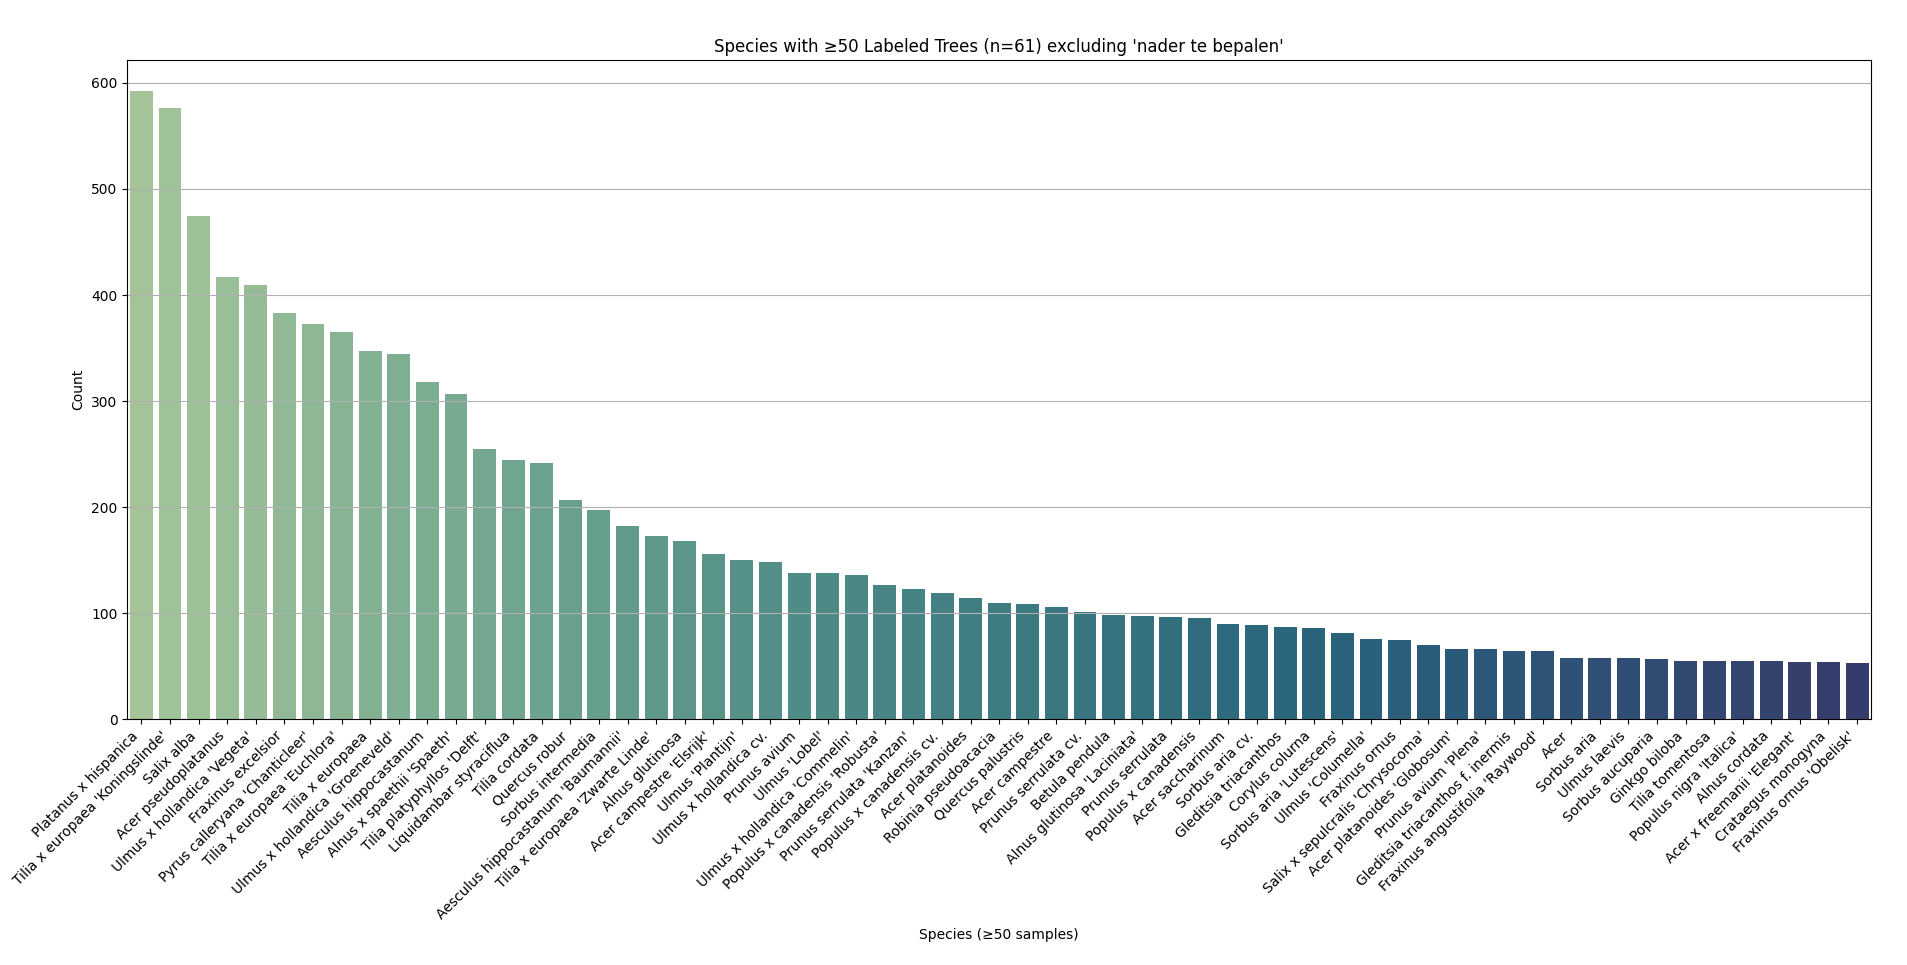 Species with ≥50 Labeled Trees (n=61) excluding 'nader te bepalen'
Count
600
500
400
300
200
100
0
Platanus x hispanica
Tilia x europaea 'Koningslinde'
Salix alba
Acer pseudoplatanus
Ulmus x hollandica 'Vegeta'
Fraxinus excelsior
Pyrus calleryana 'Chanticleer'
Tilia x europaea 'Euchlora'
Tilia x europaea
Ulmus x hollandica 'Groeneveld'
Aesculus hippocastanum
Alnus x spaethii 'Spaeth'
Tilia platyphyllos 'Delft'
Liquidambar styraciflua
Tilia cordata
Quercus robur
Sorbus intermedia
Aesculus hippocastanum 'Baumannii'
Tilia x europaea 'Zwarte Linde'
Alnus glutinosa
Acer campestre 'Elsrijk'
Ulmus 'Plantijn'
Ulmus x hollandica cv.
Prunus avium
Ulmus 'Lobel'
Ulmus x hollandica 'Commelin'
Populus x canadensis 'Robusta'
Prunus serrulata 'Kanzan'
Populus x canadensis cv.
Acer platanoides
Robinia pseudoacacia
Quercus palustris
Acer campestre
Prunus serrulata cv.
Betula pendula
Alnus glutinosa 'Laciniata'
Prunus serrulata
Populus x canadensis
Acer saccharinum
Sorbus aria cv.
Gleditsia triacanthos
Corylus colurna
Sorbus aria 'Lutescens'
Ulmus 'Columella'
Fraxinus ornus
Salix x sepulcralis 'Chrysocoma'
Acer platanoides 'Globosum'
Prunus avium 'Plena'
Gleditsia triacanthos f. inermis
Fraxinus angustifolia 'Raywood'
Acer
Sorbus aria
Ulmus laevis
Sorbus aucuparia
Ginkgo biloba
Tilia tomentosa
Populus nigra 'Italica'
Alnus cordata
Acer x freemanii 'Elegant'
Crataegus monogyna
Fraxinus ornus 'Obelisk'
Species (≥50 samples)